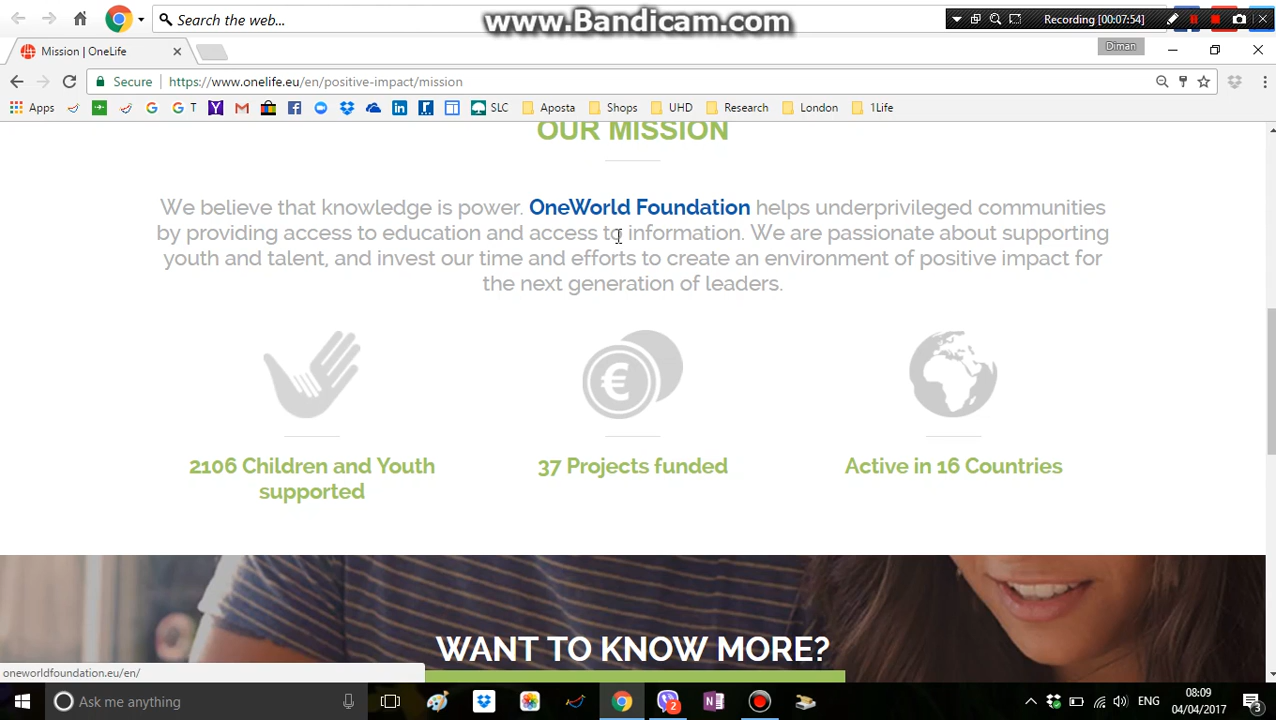 www.Bandicam.com
Search the web...
Recording [00:07:54]
Mission | OneLife
Diman
Secure
https://www.onelife.eu/en/positive-impact/mission
Apps
G T
SLC
Aposta
Shops
UHD
Research
London
1Life
OUR MISSION
We believe that knowledge is power. OneWorld Foundation helps underprivileged communities
by providing access to education and access to information. We are passionate about supporting
youth and talent, and invest our time and efforts to create an environment of positive impact for
the next generation of leaders.
2106 Children and Youth
supported
37 Projects funded
Active in 16 Countries
WANT TO KNOW MORE?
oneworldfoundation.eu/en/
Ask me anything
2
ENG
08:09
04/04/2017
3